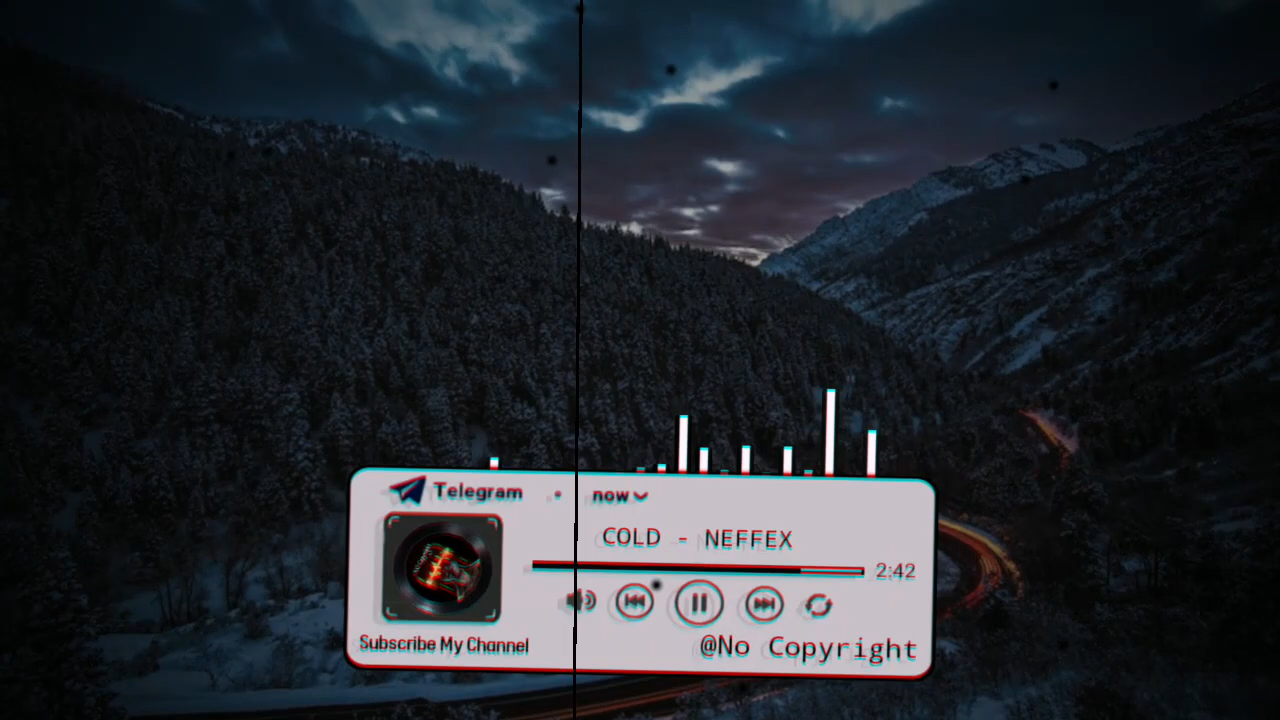 Telegram • now
COLD - NEFFEX
2:42
Subscribe My Channel
@No Copyright